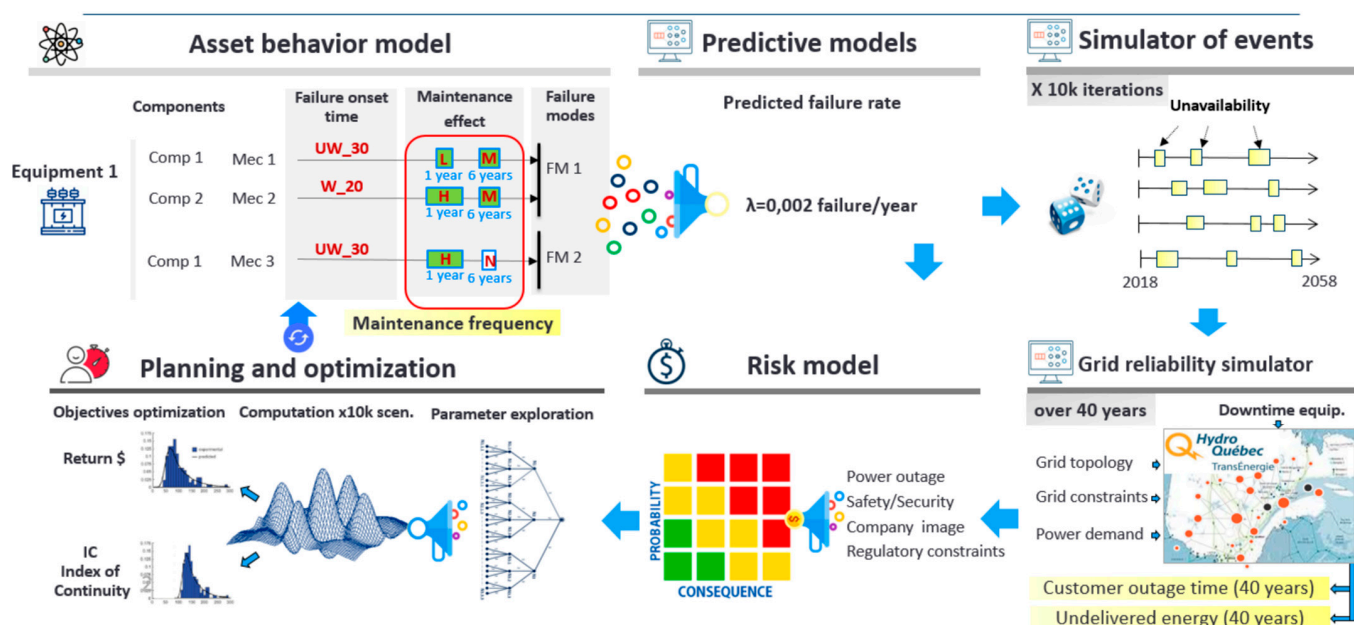 Asset behavior model
Components
Failure onset
time
Maintenance
effect
Failure
modes
Equipment 1
Comp 1
Mec 1
UW_30
L
M
1 year
6 years
FM 1
Comp 2
Mec 2
W_20
H
M
1 year
6 years
Comp 1
Mec 3
UW_30
H
N
1 year
6 years
FM 2
Maintenance frequency
Predictive models
Predicted failure rate
λ=0,002 failure/year
Simulator of events
X 10k iterations
Unavailability
2018
2058
Planning and optimization
Objectives optimization
Computation x10k scen.
Parameter exploration
Return $
IC
Index of
Continuity
Risk model
PROBABILITY
CONSEQUENCE
$
Power outage
Safety/Security
Company image
Regulatory constraints
Grid reliability simulator
over 40 years
Downtime equip.
Grid topology
Grid constraints
Power demand
Hydro
Québec
TransÉnergie
Customer outage time (40 years)
Undelivered energy (40 years)